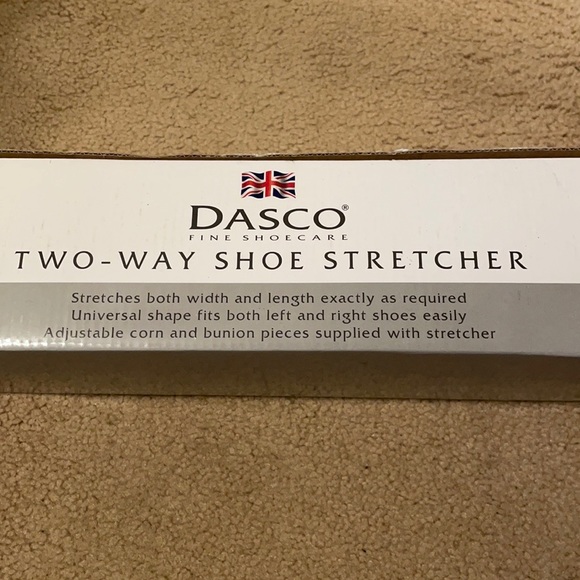 DASCO®
FINE SHOECARE
TWO-WAY SHOE STRETCHER
Stretches both width and length exactly as required
Universal shape fits both left and right shoes easily
Adjustable corn and bunion pieces supplied with stretcher